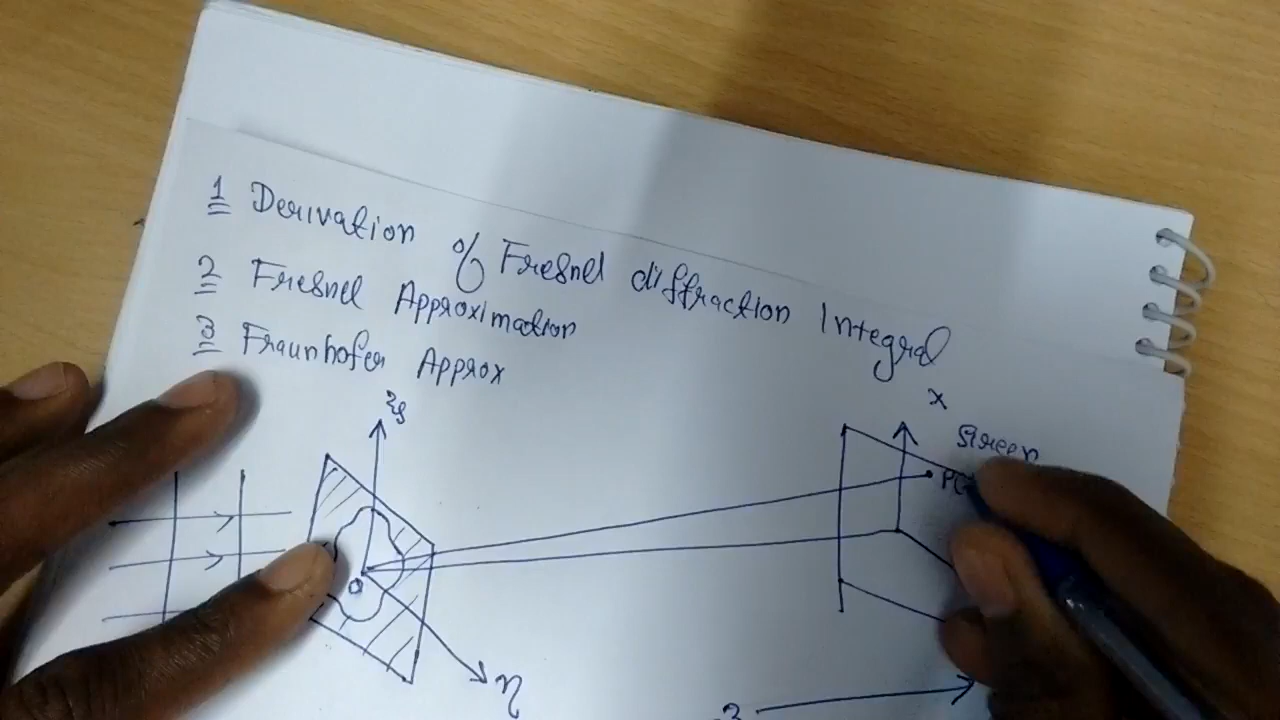 1 Derivation of Fresnel diffraction Integral
2 Fresnel Approximation
3 Fraunhofer Approx
x
Screen
P(
O
η
z